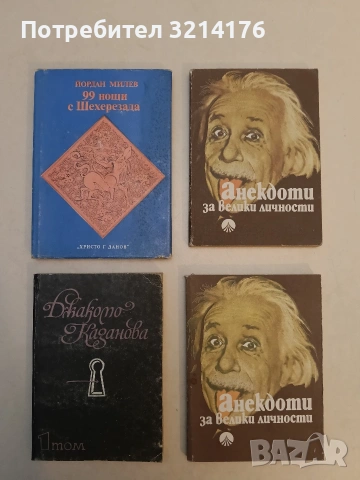 Потребител 3214176
ЙОРДАН МИЛЕВ
99 нощи
с Шехерезада
"ХРИСТО Г. ДАНОВ"
Анекдоти
за велики личности
Джакомо
Казанова
1 том
Анекдоти
за велики личности
BAZAR